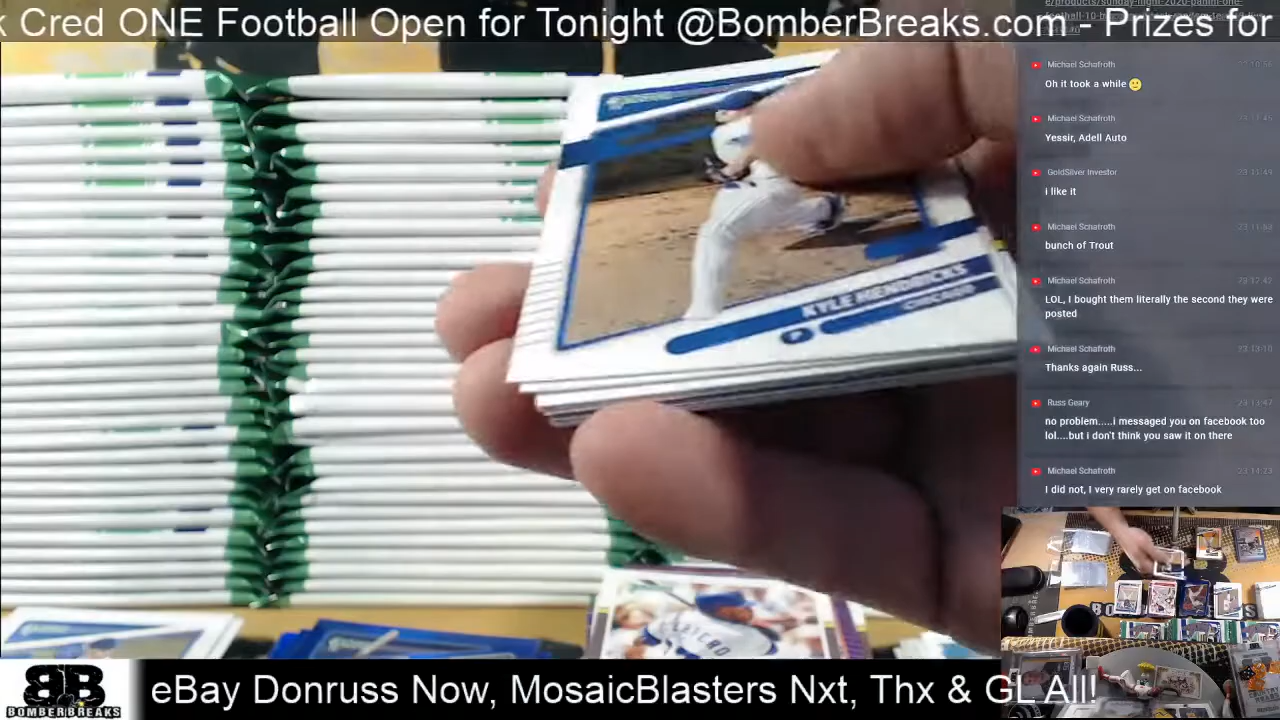 k Cred ONE Football Open for Tonight @BomberBreaks.com - Prizes for
Michael Schafroth
Oh it took a while
Michael Schafroth
Yessir, Adell Auto
GoldSilver Investor
i like it
Michael Schafroth
bunch of Trout
Michael Schafroth
LOL, I bought them literally the second they were
posted
Michael Schafroth
Thanks again Russ...
Russ Geary
no problem.....i messaged you on facebook too
lol....but i don't think you saw it on there
Michael Schafroth
I did not, I very rarely get on facebook
KYLE HENDRICKS
P
CHICAGO
BB
BOMBERBREAKS
eBay Donruss Now, MosaicBlasters Nxt, Thx & GL All!